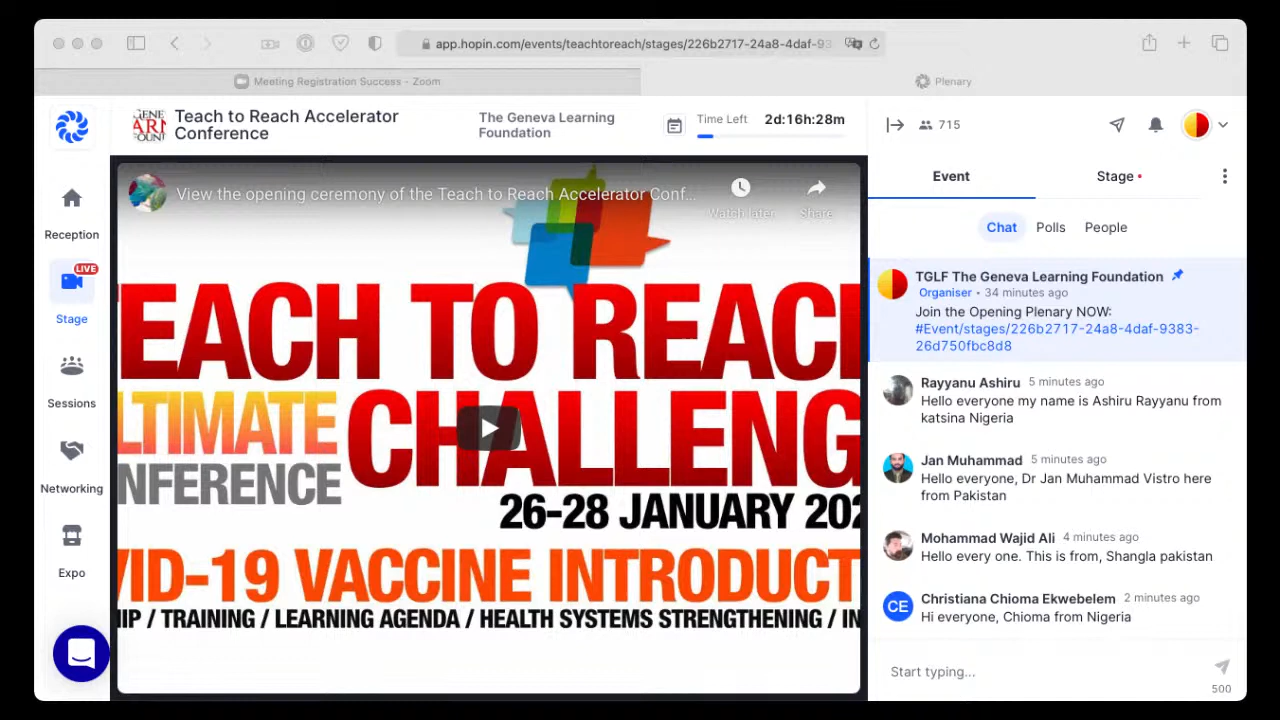 app.hopin.com/events/teachtoreach/stages/226b2717-24a8-4daf-93
Meeting Registration Success - Zoom
Plenary
GENE
ARN
OUN
Teach to Reach Accelerator
Conference
The Geneva Learning
Foundation
Time Left
2d:16h:28m
715
Reception
LIVE
Stage
Sessions
Networking
Expo
View the opening ceremony of the Teach to Reach Accelerator Conf...
Watch later
Share
EACH TO REACH
LTIMATE
NFERENCE
CHALLENG
26-28 JANUARY 202
VID-19 VACCINE INTRODUCT
IP / TRAINING / LEARNING AGENDA / HEALTH SYSTEMS STRENGTHENING / IN
Event
Stage
Chat
Polls
People
TGLF The Geneva Learning Foundation
Organiser • 34 minutes ago
Join the Opening Plenary NOW:
#Event/stages/226b2717-24a8-4daf-9383-
26d750fbc8d8
Rayyanu Ashiru 5 minutes ago
Hello everyone my name is Ashiru Rayyanu from
katsina Nigeria
Jan Muhammad 5 minutes ago
Hello everyone, Dr Jan Muhammad Vistro here
from Pakistan
Mohammad Wajid Ali 4 minutes ago
Hello every one. This is from, Shangla pakistan
CE
Christiana Chioma Ekwebelem 2 minutes ago
Hi everyone, Chioma from Nigeria
Start typing...
500